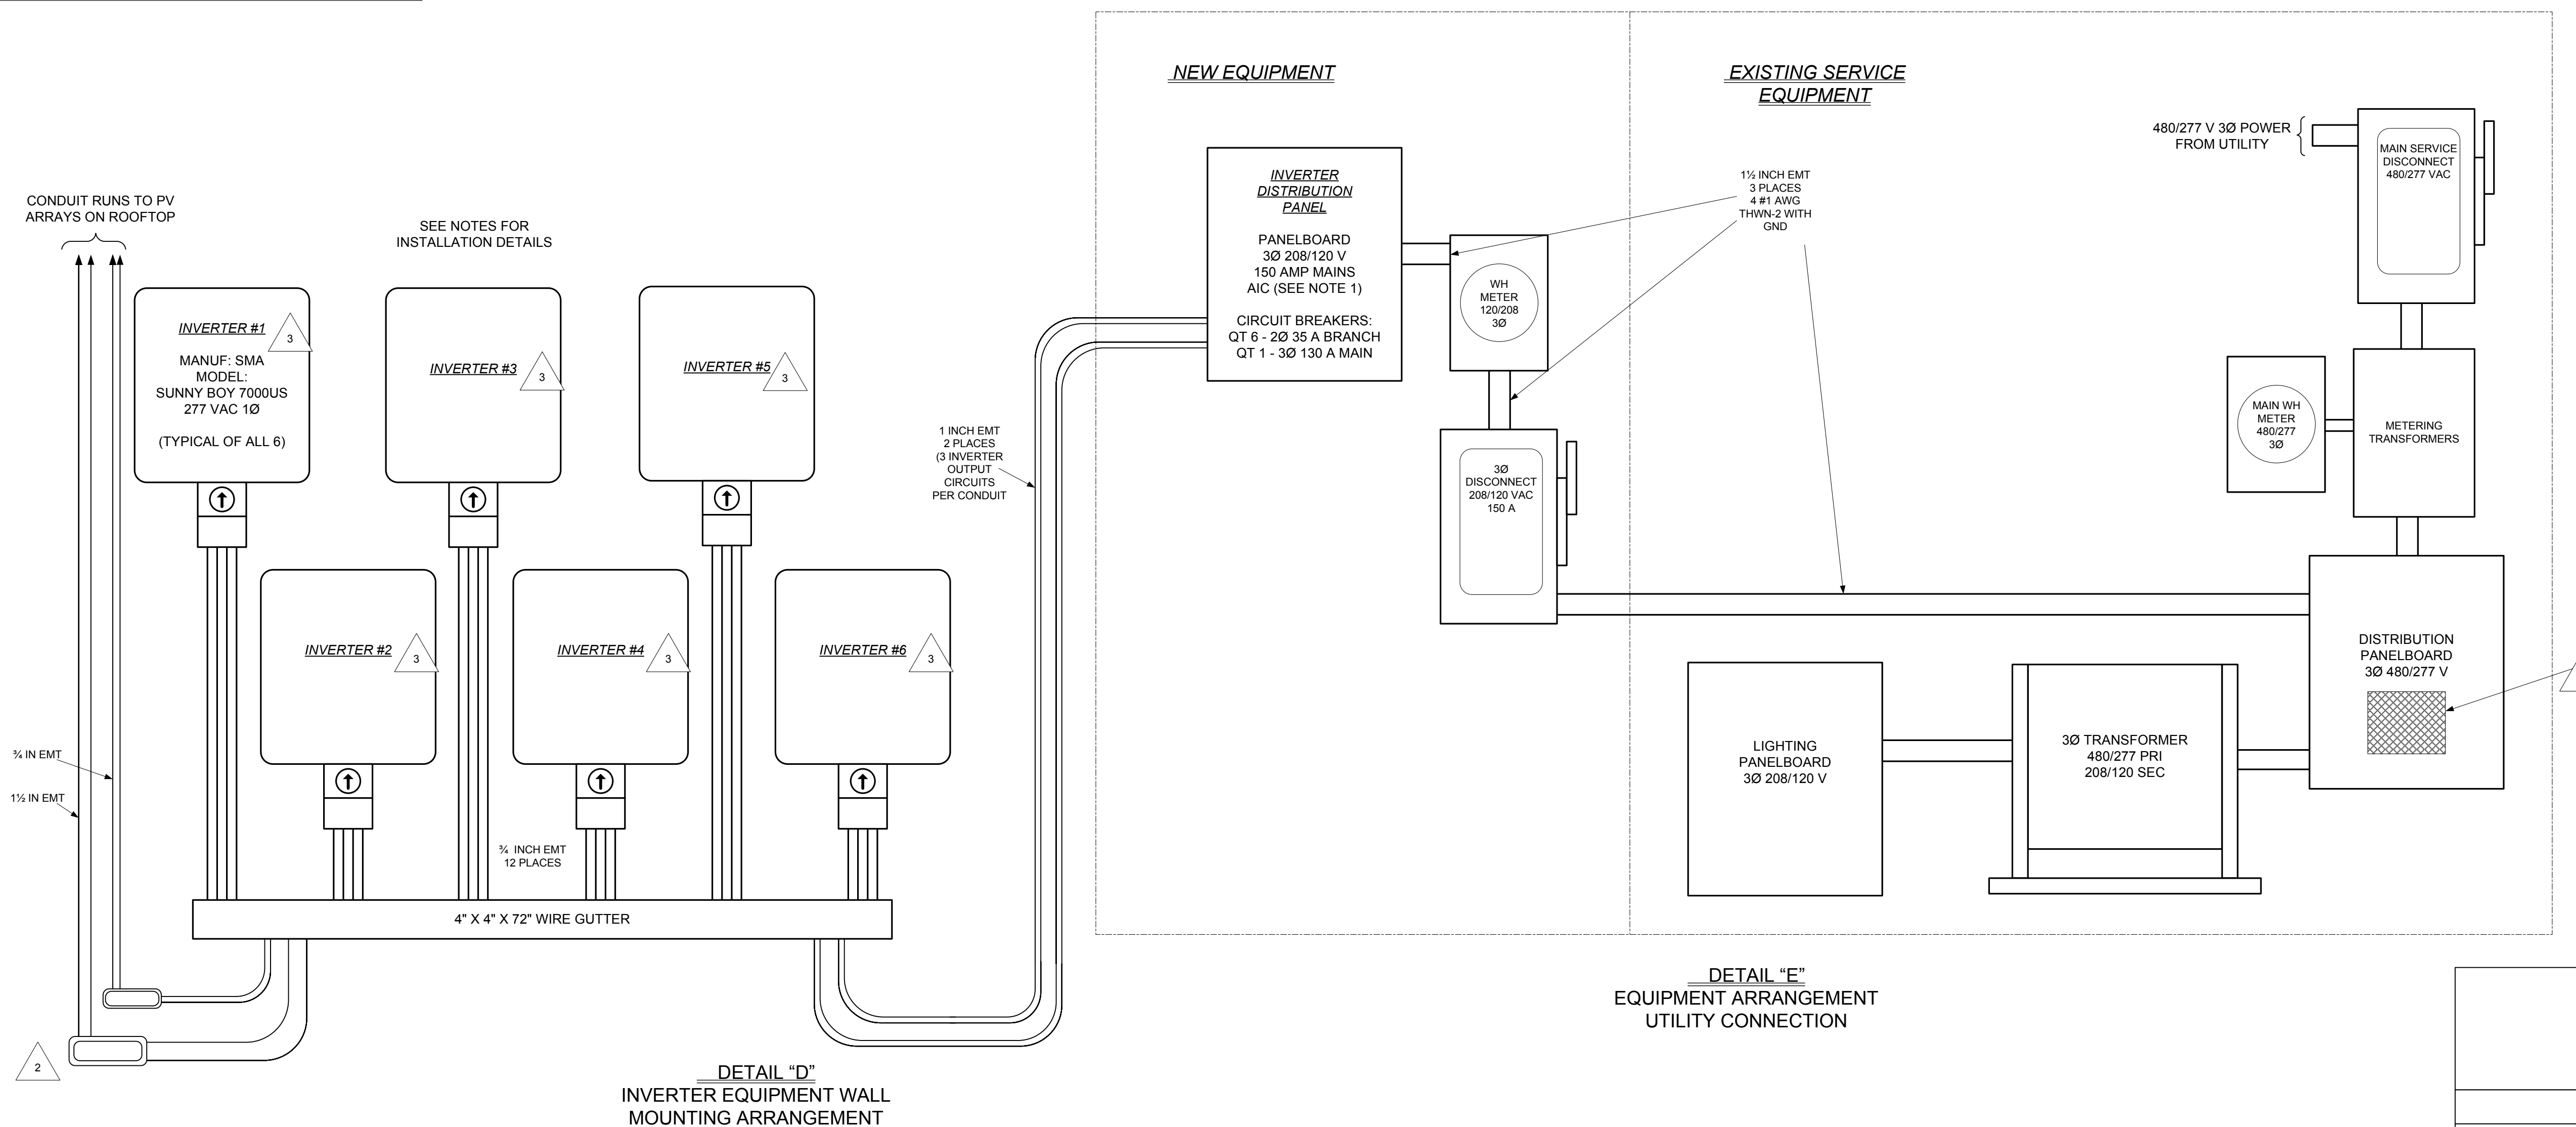 CONDUIT RUNS TO PV
ARRAYS ON ROOFTOP
SEE NOTES FOR
INSTALLATION DETAILS
INVERTER #1
3
MANUF: SMA
MODEL:
SUNNY BOY 7000US
277 VAC 1Ø
(TYPICAL OF ALL 6)
INVERTER #3
3
INVERTER #5
3
INVERTER #2
3
INVERTER #4
3
INVERTER #6
3
¾ IN EMT
1½ IN EMT
¾ INCH EMT
12 PLACES
4" X 4" X 72" WIRE GUTTER
2
DETAIL “D”
INVERTER EQUIPMENT WALL
MOUNTING ARRANGEMENT
1 INCH EMT
2 PLACES
(3 INVERTER
OUTPUT
CIRCUITS
PER CONDUIT
NEW EQUIPMENT
INVERTER
DISTRIBUTION
PANEL
PANELBOARD
3Ø 208/120 V
150 AMP MAINS
AIC (SEE NOTE 1)
CIRCUIT BREAKERS:
QT 6 - 2Ø 35 A BRANCH
QT 1 - 3Ø 130 A MAIN
WH
METER
120/208
3Ø
3Ø
DISCONNECT
208/120 VAC
150 A
EXISTING SERVICE
EQUIPMENT
1½ INCH EMT
3 PLACES
4 #1 AWG
THWN-2 WITH
GND
480/277 V 3Ø POWER
FROM UTILITY
MAIN SERVICE
DISCONNECT
480/277 VAC
MAIN WH
METER
480/277
3Ø
METERING
TRANSFORMERS
DISTRIBUTION
PANELBOARD
3Ø 480/277 V
LIGHTING
PANELBOARD
3Ø 208/120 V
3Ø TRANSFORMER
480/277 PRI
208/120 SEC
DETAIL “E”
EQUIPMENT ARRANGEMENT
UTILITY CONNECTION